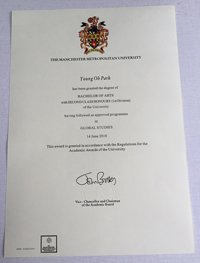 THE MANCHESTER METROPOLITAN UNIVERSITY
Young Oh Park
has been granted the degree of
BACHELOR OF ARTS
with SECOND CLASS HONOURS
of the University
having followed an approved programme
in
GLOBAL STUDIES
14 June 2010
This award is granted in accordance with the Regulations for the
Academic Awards of the University
Vice - Chancellor and Chairman
of the Academic Board